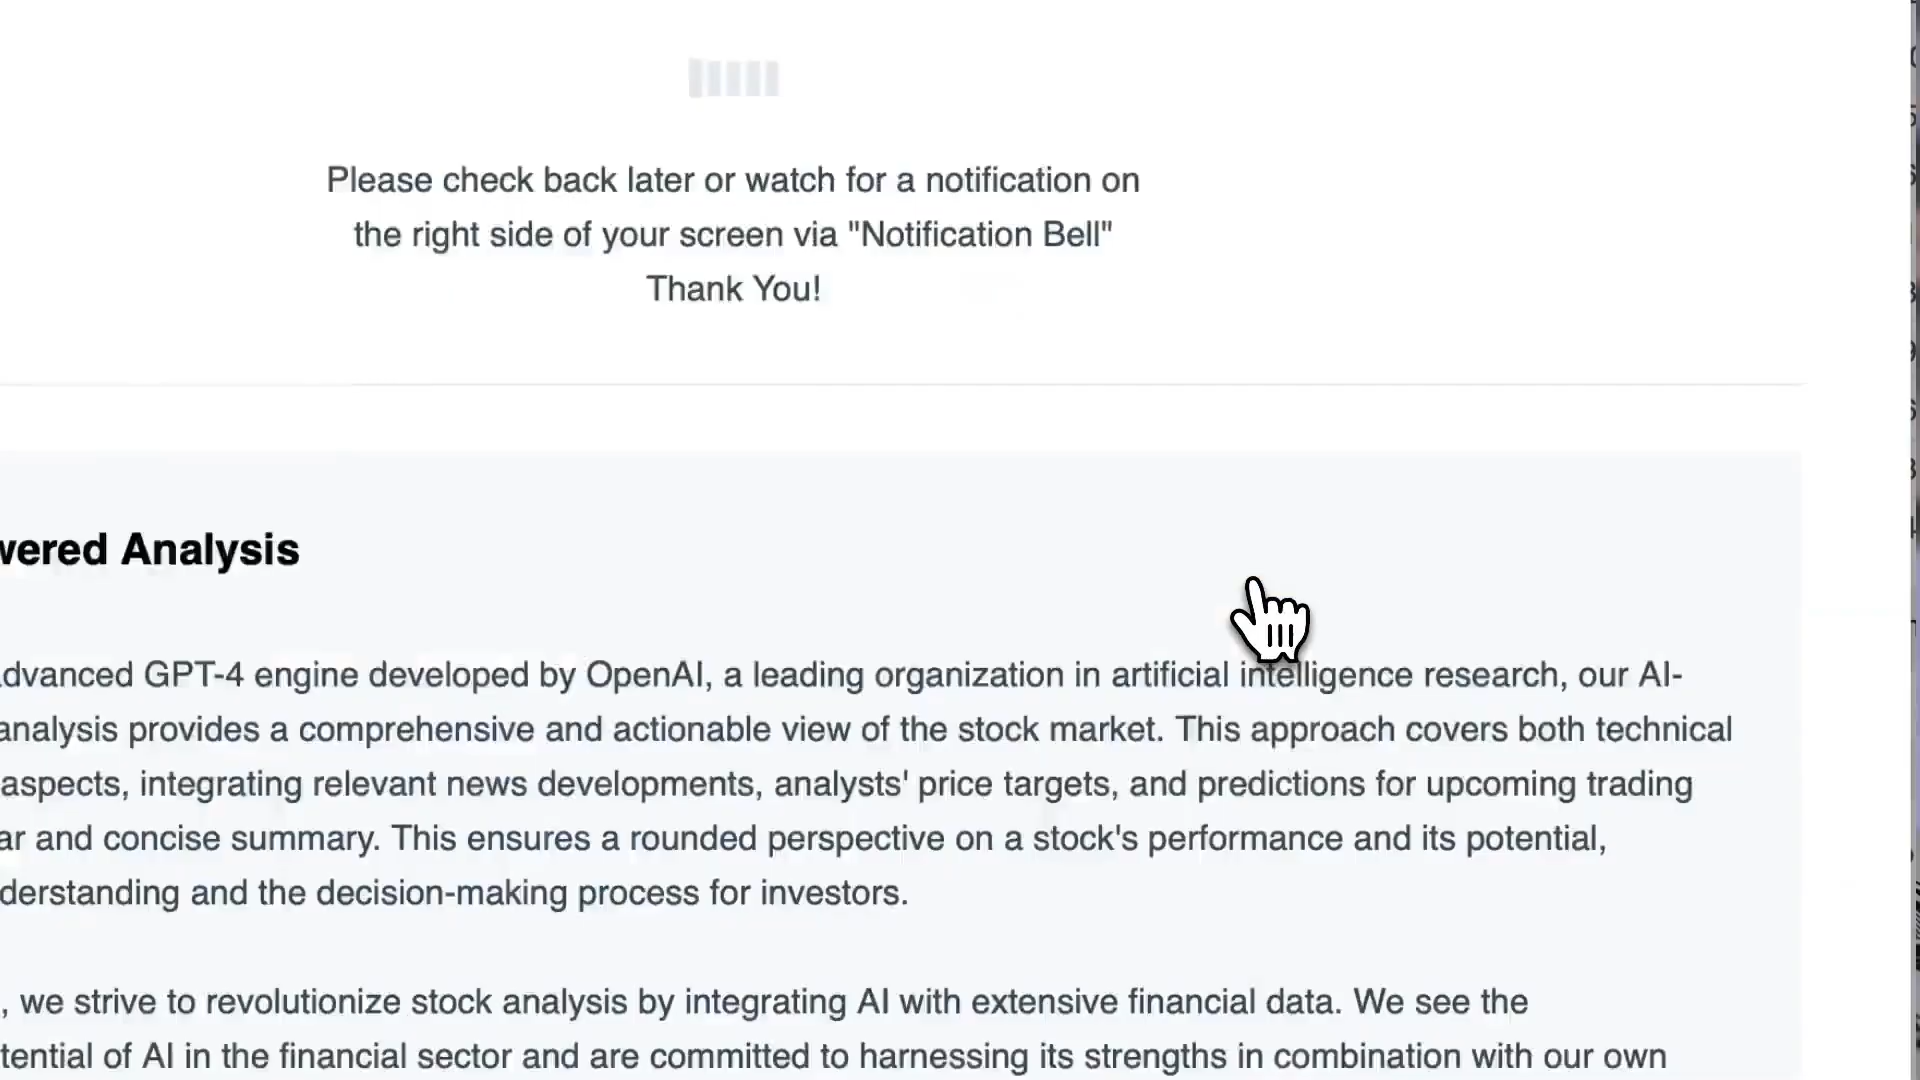 Please check back later or watch for a notification on
the right side of your screen via "Notification Bell"
Thank You!
wered Analysis
dvanced GPT-4 engine developed by OpenAI, a leading organization in artificial intelligence research, our AI-
analysis provides a comprehensive and actionable view of the stock market. This approach covers both technical
aspects, integrating relevant news developments, analysts' price targets, and predictions for upcoming trading
ar and concise summary. This ensures a rounded perspective on a stock's performance and its potential,
derstanding and the decision-making process for investors.
, we strive to revolutionize stock analysis by integrating AI with extensive financial data. We see the
tential of AI in the financial sector and are committed to harnessing its strengths in combination with our own